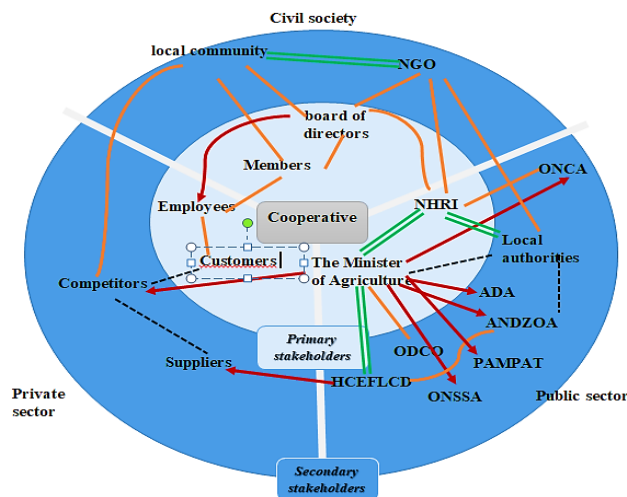 Civil society
local community
NGO
board of
directors
Members
ONCA
Employees
NHRI
Cooperative
Local
authorities
Customers
The Minister
of Agriculture
Competitors
ADA
ANDZOA
Primary
stakeholders
ODCO
Suppliers
PAMPAT
HCEFLCD
Private
sector
ONSSA
Public sector
Secondary
stakeholders